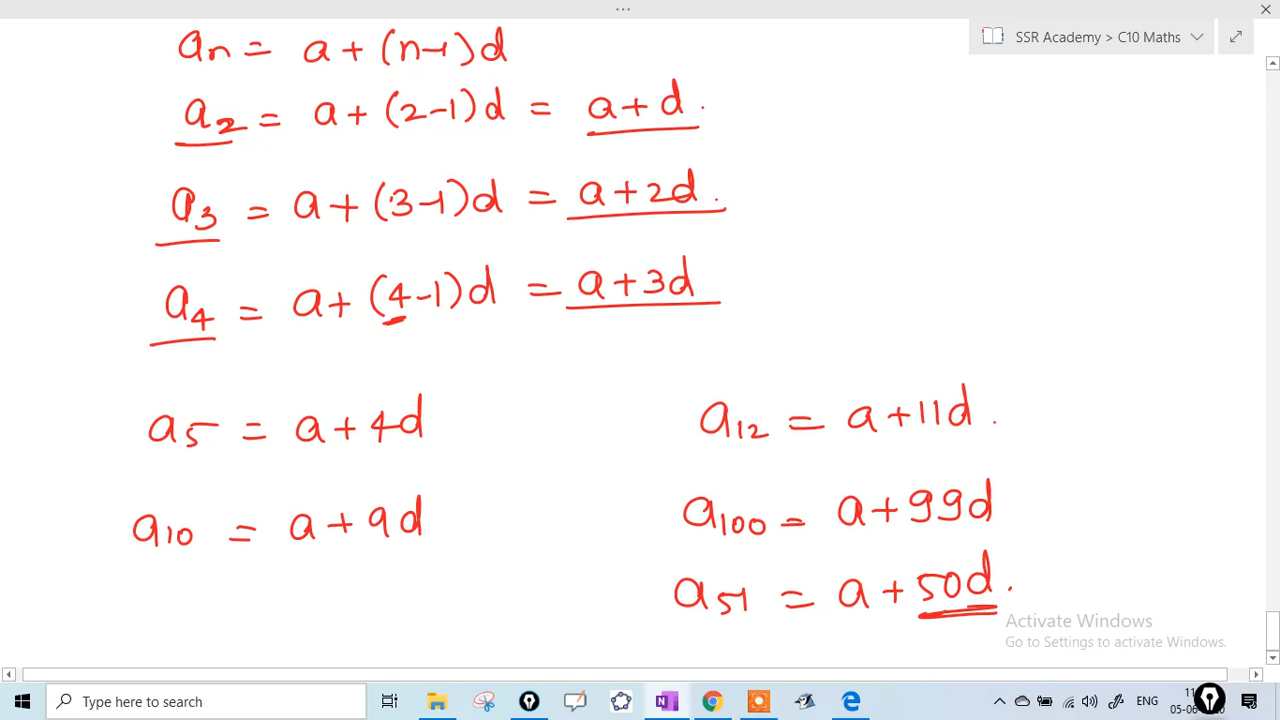 ...
SSR Academy > C10 Maths
an = a + (n-1)d
a2 = a + (2-1)d = a + d.
a3 = a + (3-1)d = a + 2d.
a4 = a + (4-1)d = a + 3d
a5 = a + 4d
a10 = a + 9d
a12 = a + 11d.
a100 = a + 99d
a51 = a + 50d.
Activate Windows
Go to Settings to activate Windows.
Type here to search